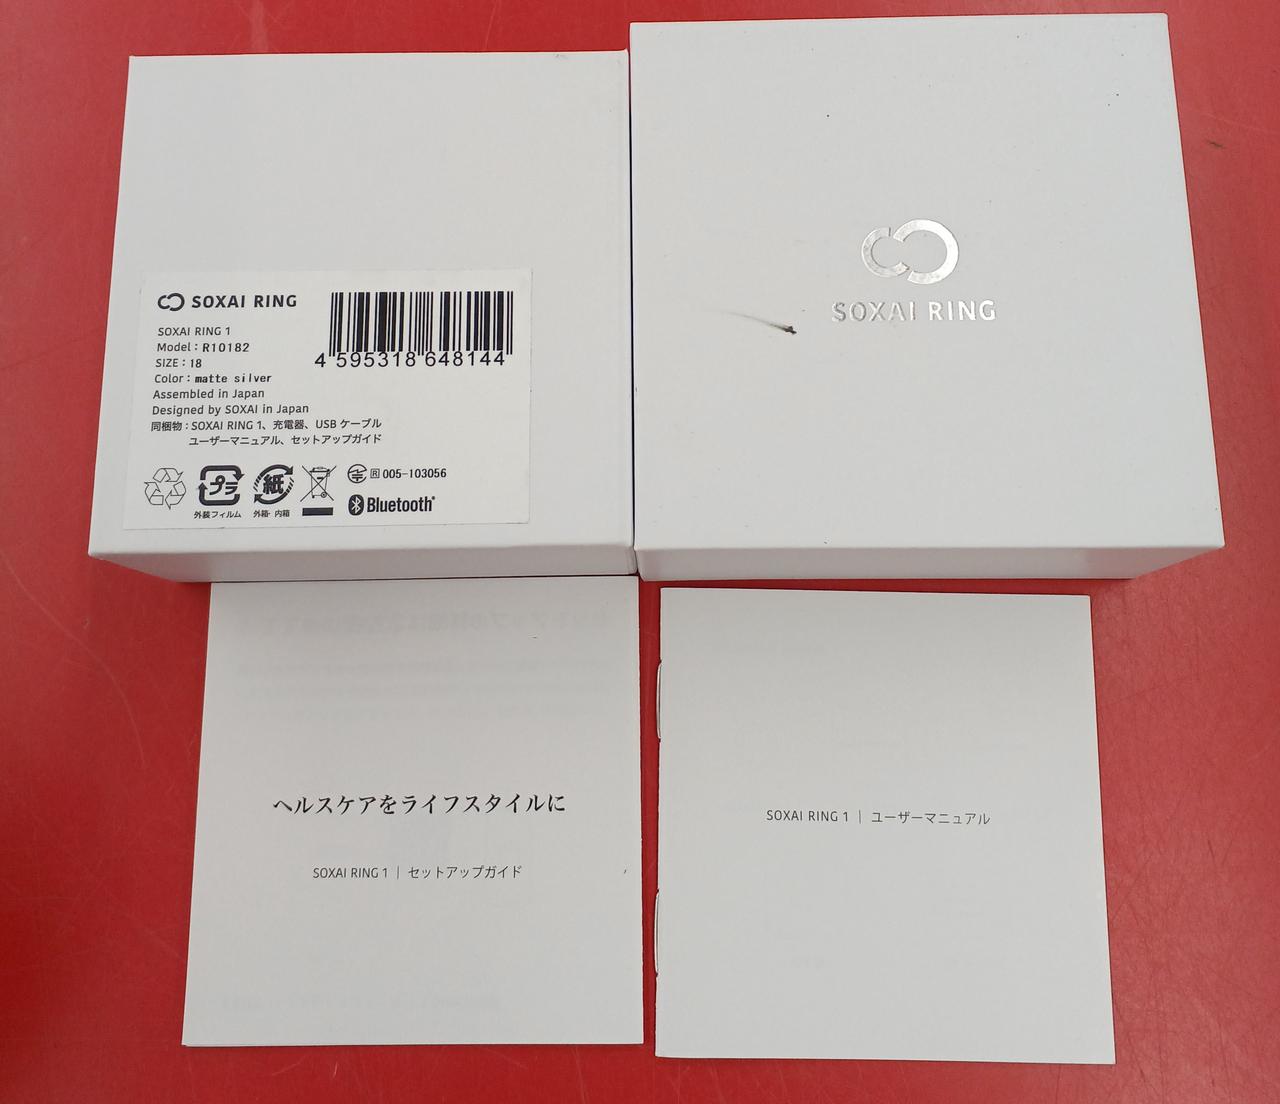 SOXAI RING
SOXAI RING 1
Model：R10182
SIZE：18
Color：matte silver
Assembled in Japan
Designed by SOXAI in Japan
同梱物：SOXAI RING 1、充電器、USB ケーブル
ユーザーマニュアル、セットアップガイド
4 595318 648144
プラ
外装フィルム
紙
外箱・内箱
R 005-103056
Bluetooth®
SOXAI RING
ヘルスケアをライフスタイルに
SOXAI RING 1｜セットアップガイド
SOXAI RING 1｜ユーザーマニュアル